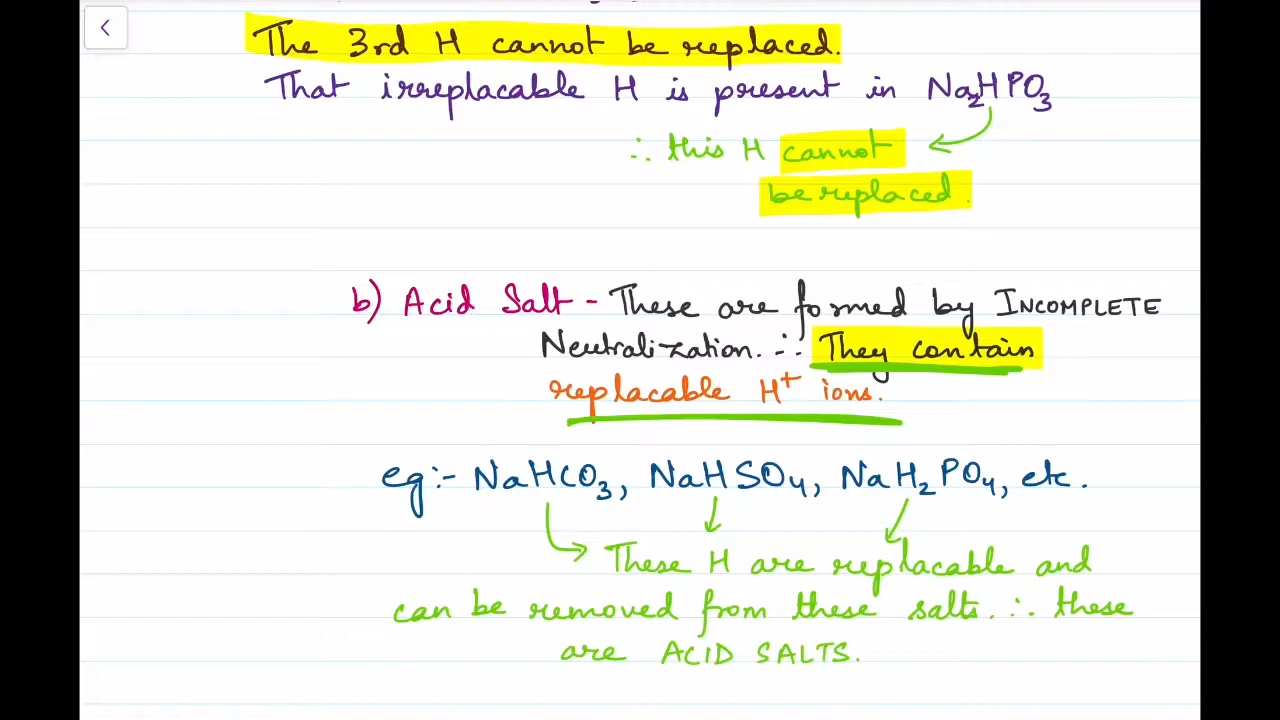 The 3rd H cannot be replaced.
That irreplacable H is present in Na₂HPO₃
∴ this H cannot
be replaced.
b) Acid Salt - These are formed by INCOMPLETE
Neutralization. ∴ They contain
replacable H⁺ ions.
eg:- NaHCO₃, NaHSO₄, NaH₂PO₄, etc.
These H are replacable and
can be removed from these salts. ∴ these
are ACID SALTS.